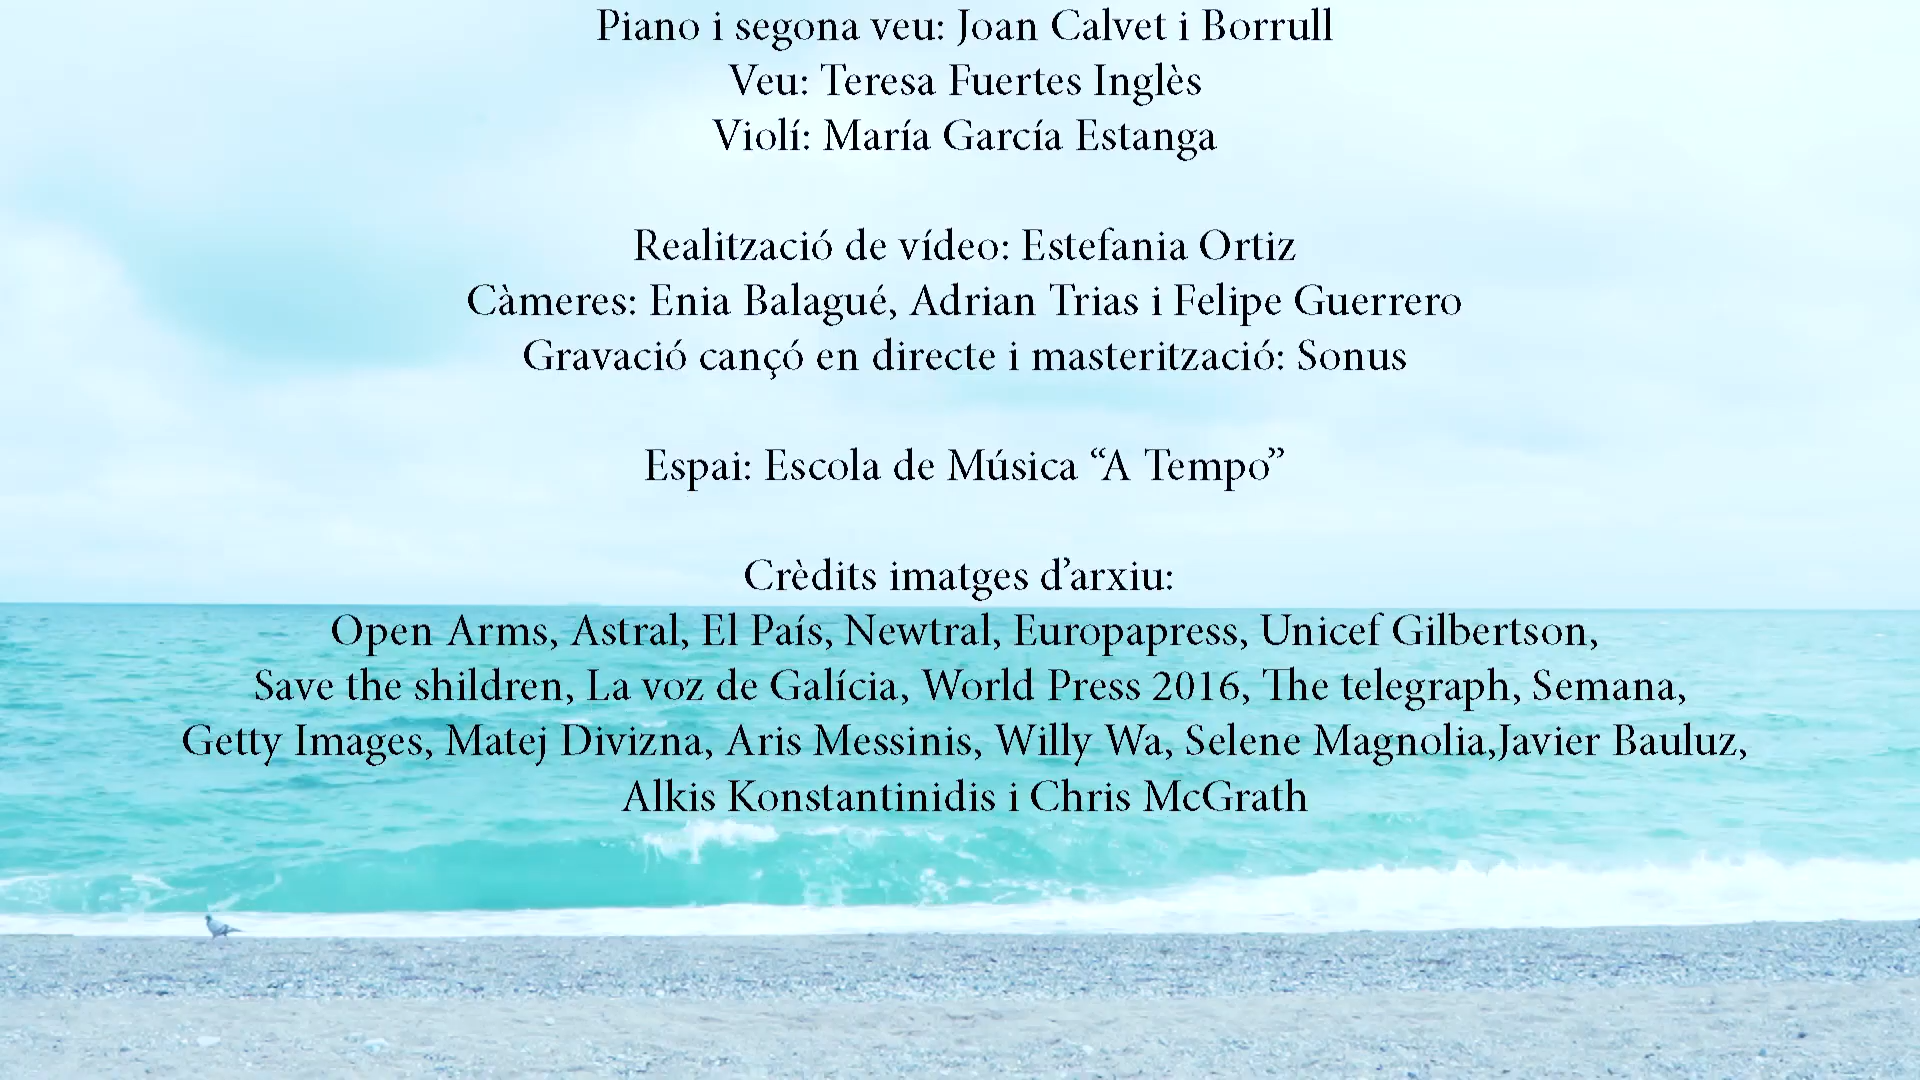 Piano i segona veu: Joan Calvet i Borrull
Veu: Teresa Fuertes Inglès
Violí: María García Estanga
Realització de vídeo: Estefania Ortiz
Càmeres: Enia Balagué, Adrian Trias i Felipe Guerrero
Gravació cançó en directe i masterització: Sonus
Espai: Escola de Música “A Tempo”
Crèdits imatges d’arxiu:
Open Arms, Astral, El País, Newtral, Europapress, Unicef Gilbertson,
Save the shildren, La voz de Galícia, World Press 2016, The telegraph, Semana,
Getty Images, Matej Divizna, Aris Messinis, Willy Wa, Selene Magnolia,Javier Bauluz,
Alkis Konstantinidis i Chris McGrath